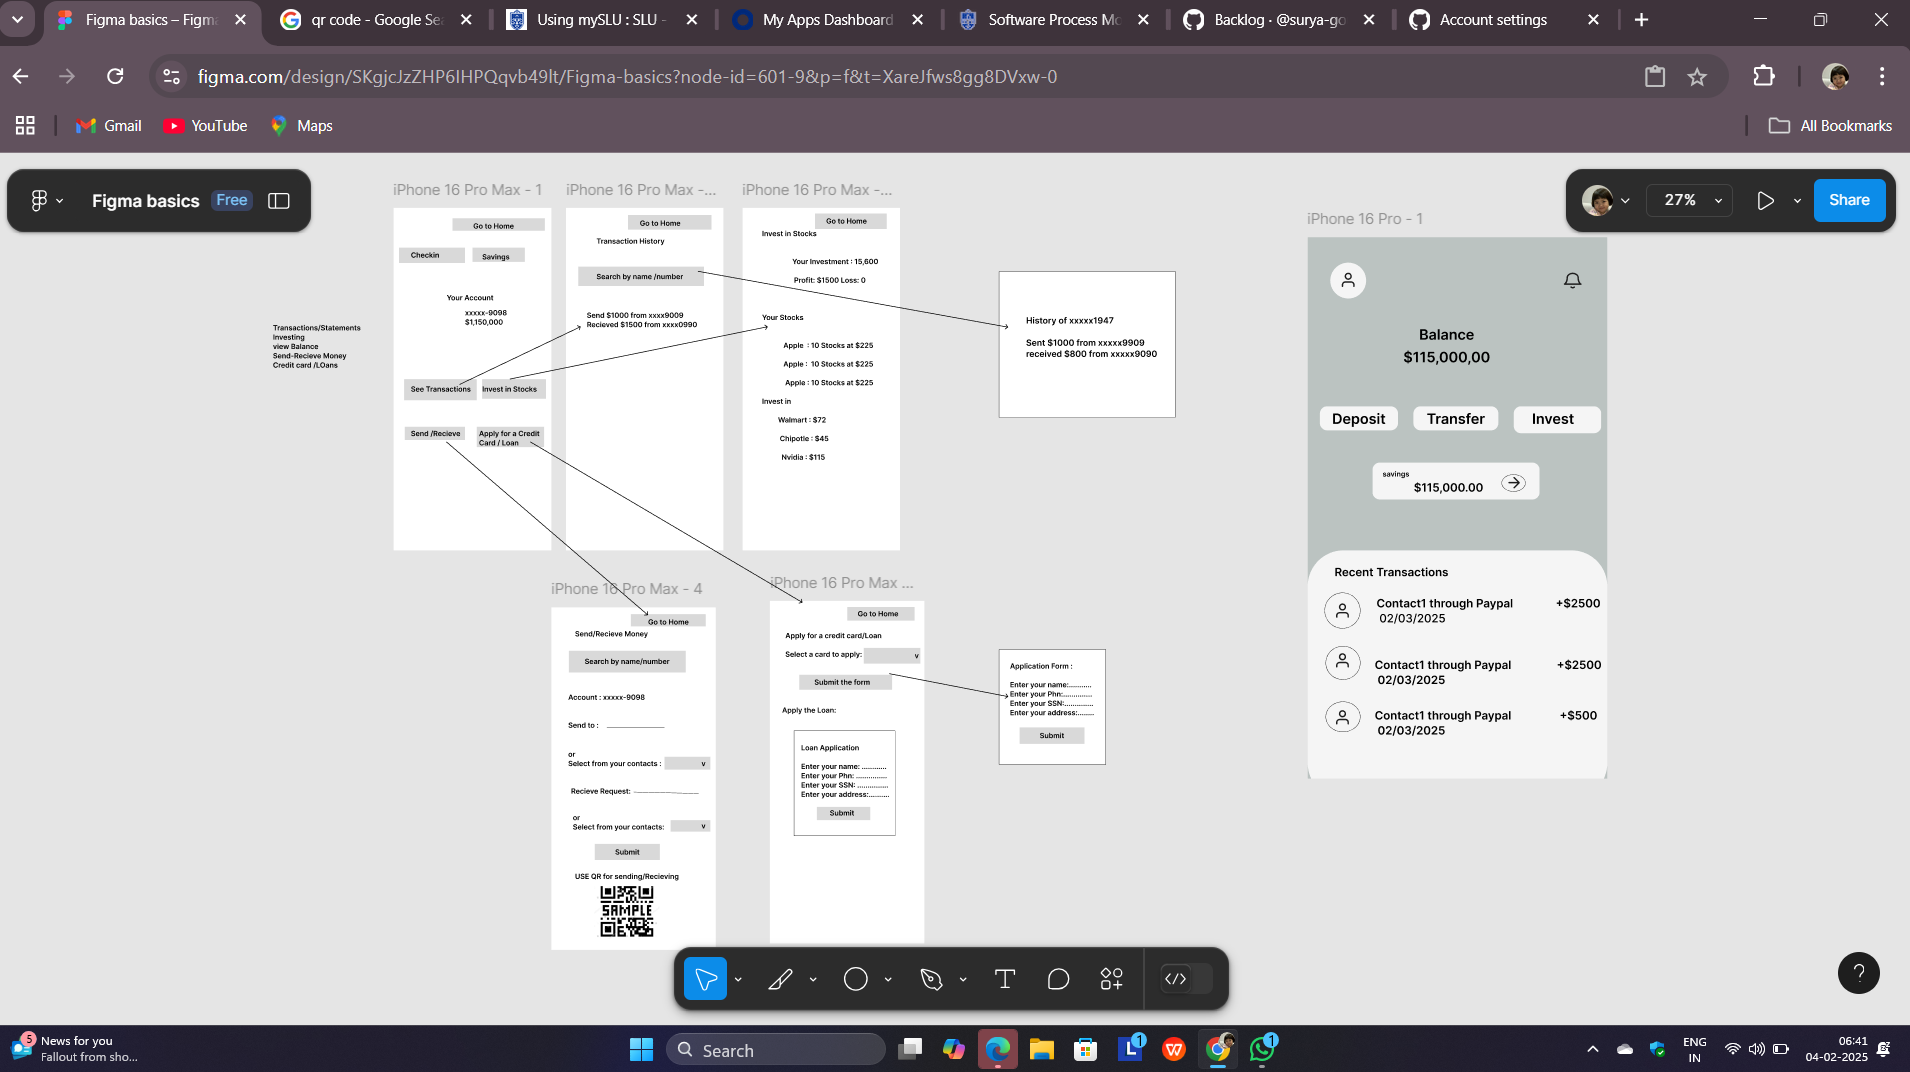 Figma basics – Figma
qr code - Google Se
Using mySLU : SLU -
My Apps Dashboard
Software Process Mo
Backlog · @surya-go
Account settings
figma.com/design/SKgjcJzZHP6IHPQqvb49lt/Figma-basics?node-id=601-9&p=f&t=XareJfws8gg8DVxw-0
Gmail
YouTube
Maps
All Bookmarks
Figma basics
Free
27%
Share
iPhone 16 Pro Max - 1
Go to Home
Checkin
Savings
Your Account
xxxxx-9098
$1,150,000
Transactions/Statements
Investing
view Balance
Send-Recieve Money
Credit card /LOans
See Transactions
Invest in Stocks
Send /Recieve
Apply for a Credit
Card / Loan
iPhone 16 Pro Max -...
Go to Home
Transaction History
Search by name /number
Send $1000 from xxxx9009
Recieved $1500 from xxxx0990
iPhone 16 Pro Max -...
Go to Home
Invest in Stocks
Your Investment : 15,600
Profit: $1500 Loss: 0
Your Stocks
Apple : 10 Stocks at $225
Apple : 10 Stocks at $225
Apple : 10 Stocks at $225
Invest in
Walmart : $72
Chipotle : $45
Nvidia : $115
History of xxxxx1947
Sent $1000 from xxxxx9909
received $800 from xxxxx9090
iPhone 16 Pro - 1
Balance
$115,000,00
Deposit
Transfer
Invest
savings
$115,000.00
Recent Transactions
Contact1 through Paypal
+$2500
02/03/2025
Contact1 through Paypal
+$2500
02/03/2025
Contact1 through Paypal
+$500
02/03/2025
iPhone 16 Pro Max - 4
Go to Home
Send/Recieve Money
Search by name/number
Account : xxxxx-9098
Send to :
or
Select from your contacts :
v
Recieve Request:
or
Select from your contacts:
v
Submit
USE QR for sending/Recieving
SAMPLE
iPhone 16 Pro Max ...
Go to Home
Apply for a credit card/Loan
Select a card to apply:
v
Submit the form
Apply the Loan:
Loan Application
Enter your name: ............
Enter your Phn: ...............
Enter your SSN: ...............
Enter your address:..........
Submit
Application Form :
Enter your name:...........
Enter your Phn:..............
Enter your SSN:..............
Enter your address:........
Submit
?
5
News for you
Fallout from sho...
Search
1
1
ENG
IN
06:41
04-02-2025